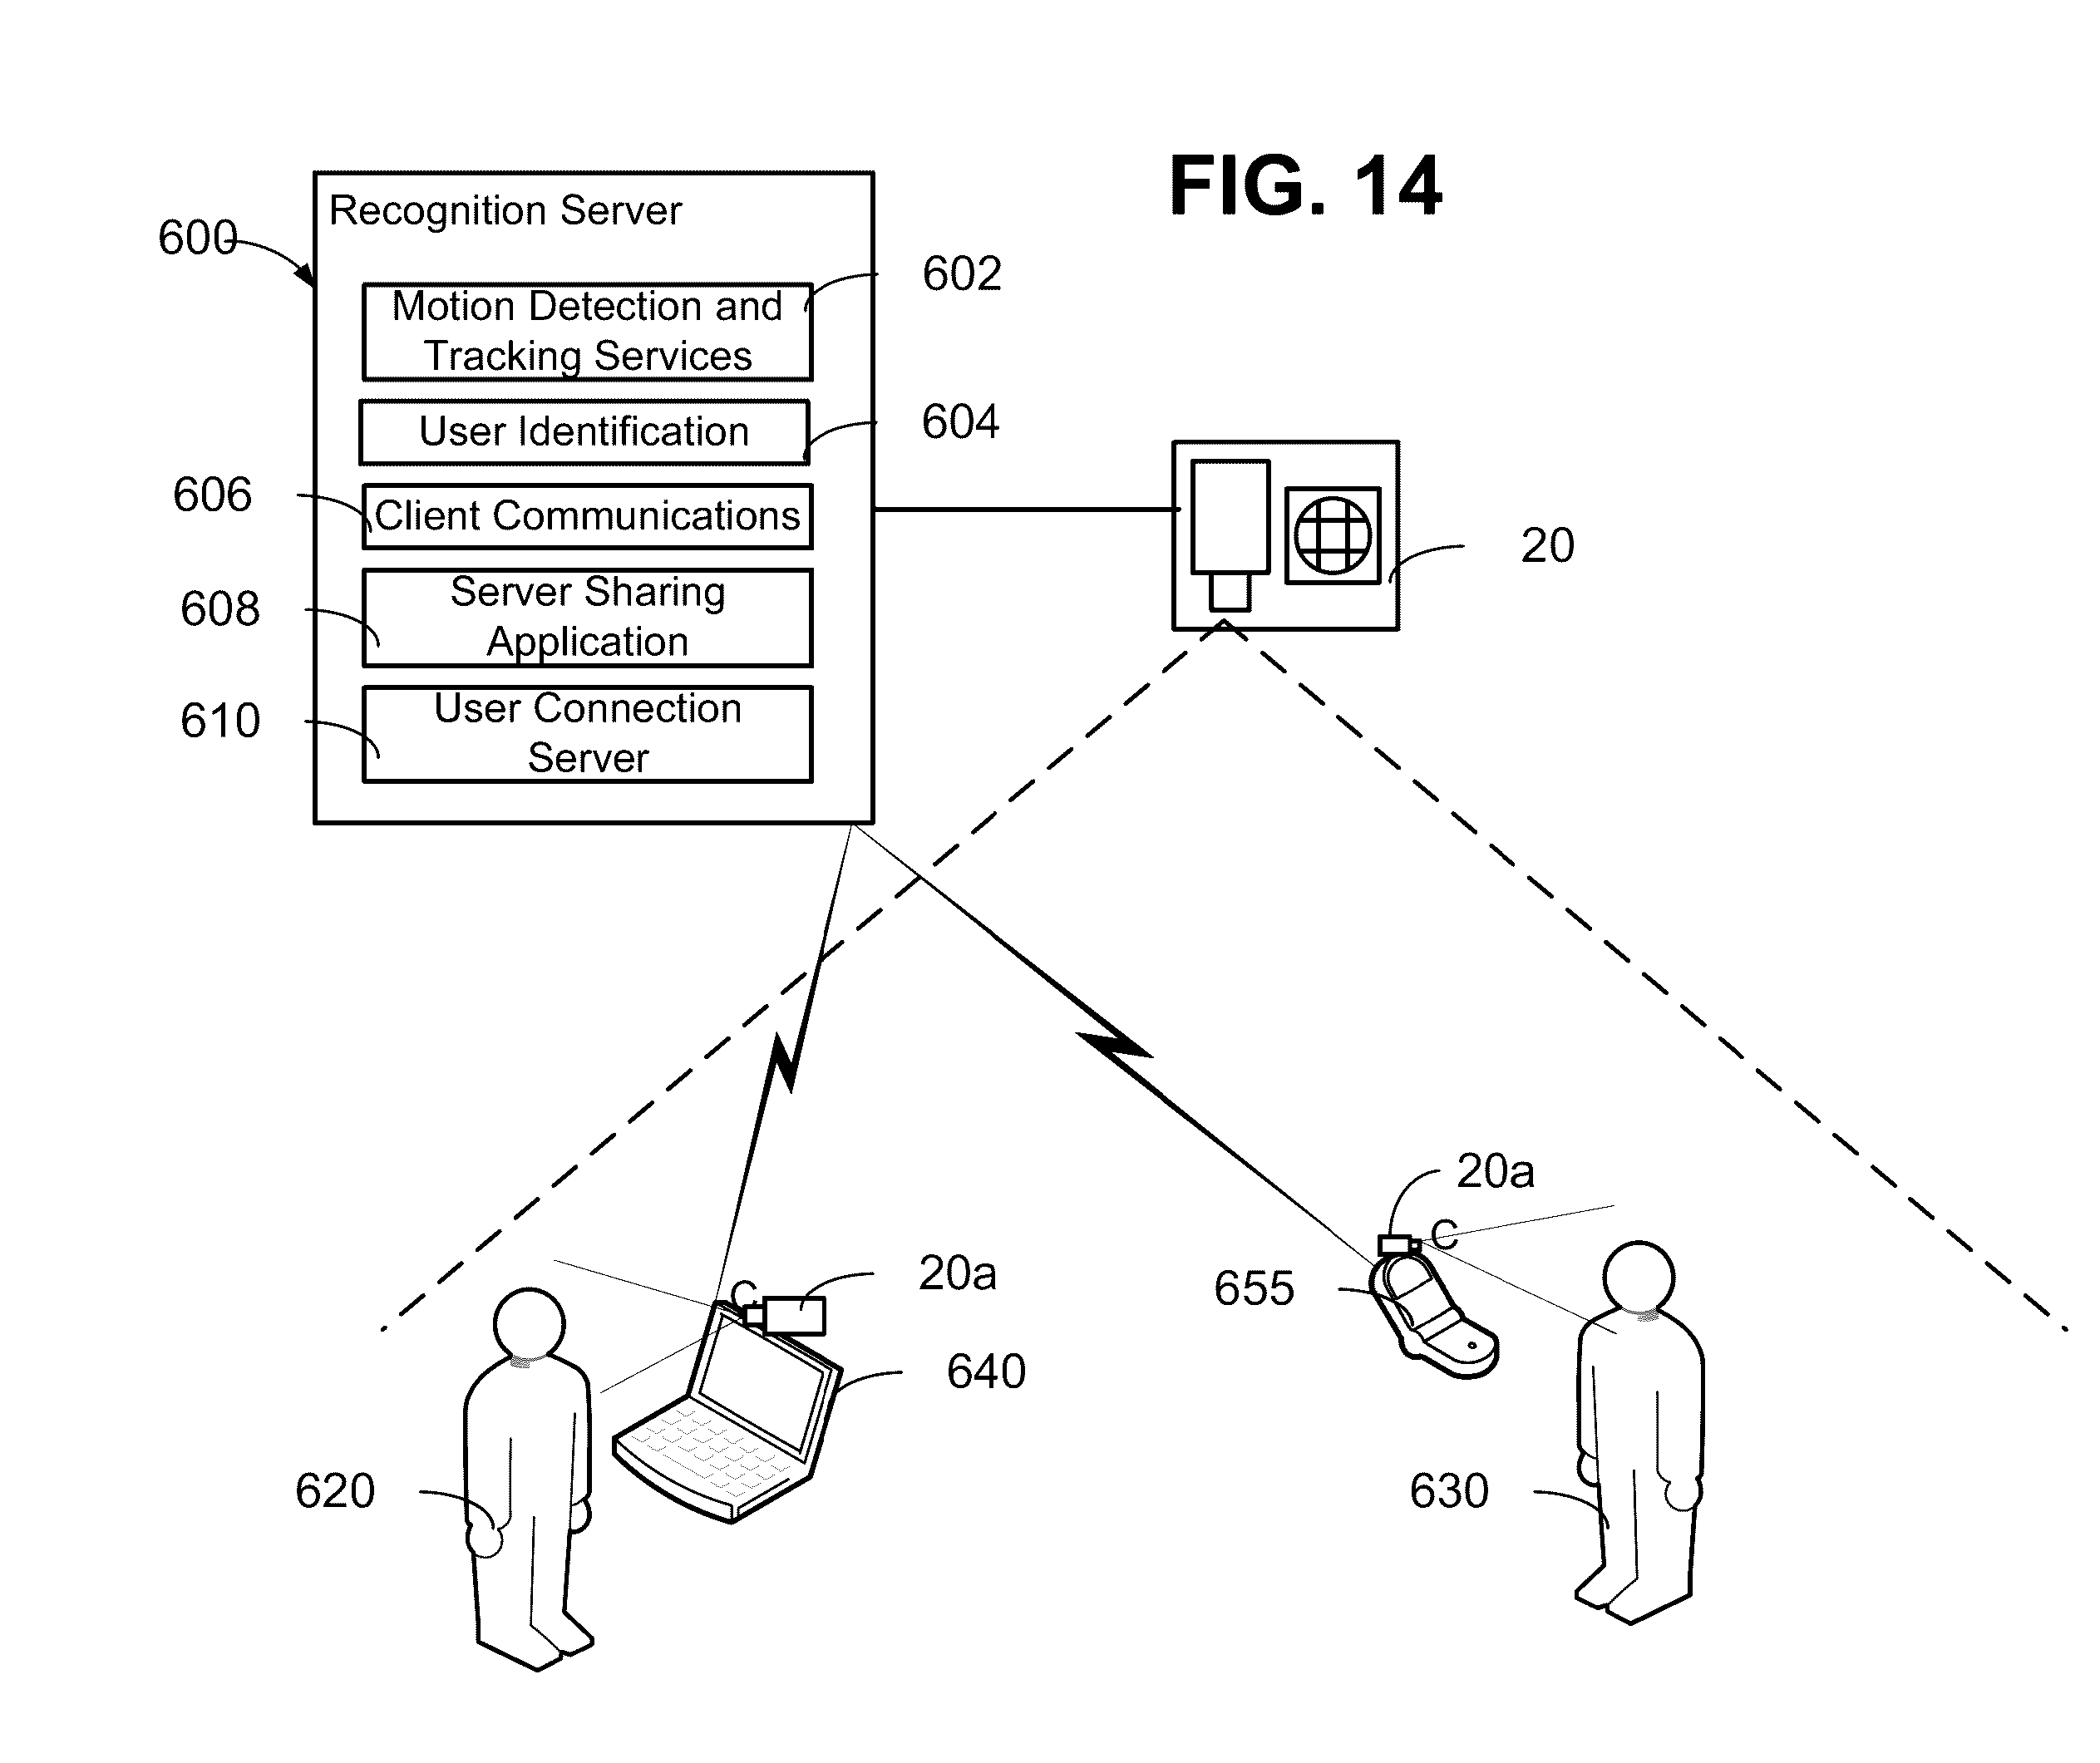 FIG. 14
Recognition Server
600
602
Motion Detection and
Tracking Services
604
User Identification
606
Client Communications
20
608
Server Sharing
Application
610
User Connection
Server
20a
C
655
20a
C
640
620
630